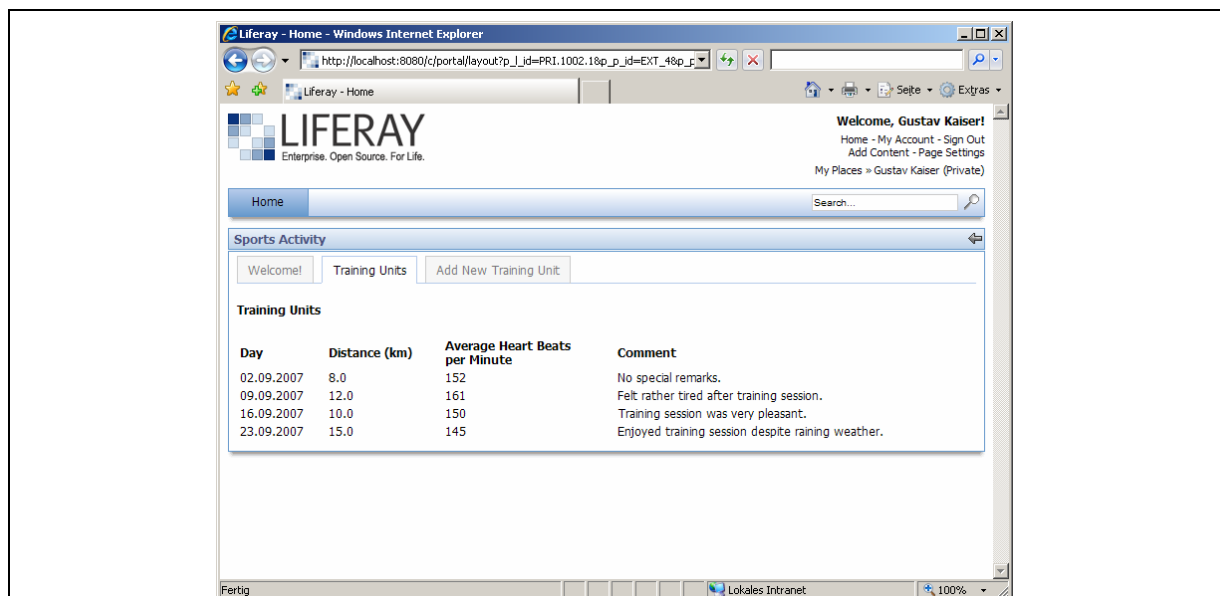 Liferay - Home - Windows Internet Explorer
http://localhost:8080/c/portal/layout?p_l_id=PRI.1002.1&p_p_id=EXT_4&p_p
Liferay - Home
Seite
Extras
LIFERAY
Enterprise. Open Source. For Life.
Welcome, Gustav Kaiser!
Home - My Account - Sign Out
Add Content - Page Settings
My Places » Gustav Kaiser (Private)
Home
Search...
Sports Activity
Welcome! Training Units Add New Training Unit
Training Units
Day Distance (km) Average Heart Beats per Minute Comment
02.09.2007 8.0 152 No special remarks.
09.09.2007 12.0 161 Felt rather tired after training session.
16.09.2007 10.0 150 Training session was very pleasant.
23.09.2007 15.0 145 Enjoyed training session despite raining weather.
Fertig Lokales Intranet 100%